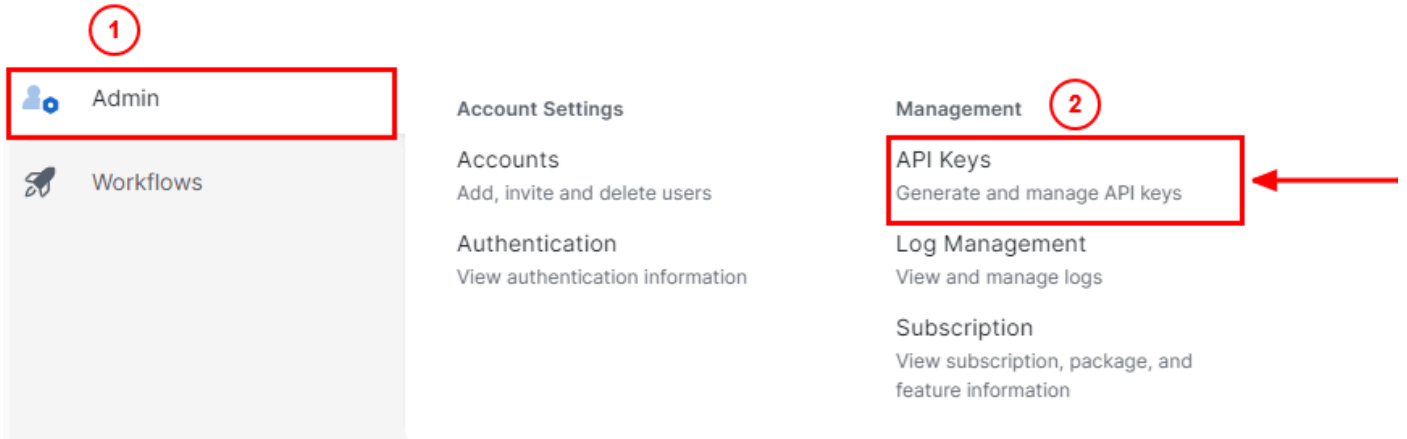 1
Admin
Workflows
Account Settings
Accounts
Add, invite and delete users
Authentication
View authentication information
Management
2
API Keys
Generate and manage API keys
Log Management
View and manage logs
Subscription
View subscription, package, and
feature information